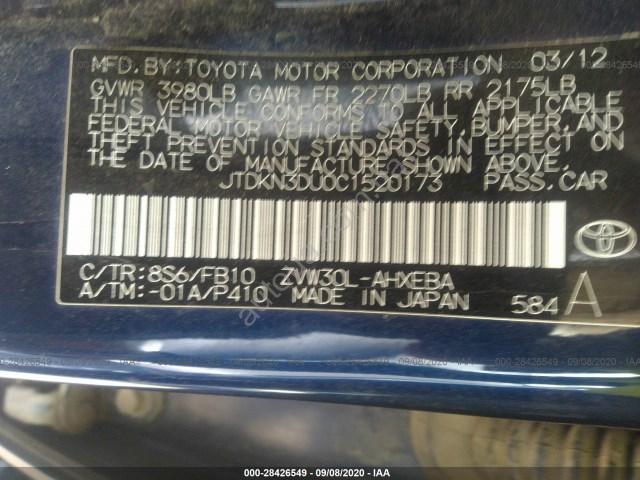 MFD. BY: TOYOTA MOTOR CORPORATION 03/12
GVWR 3980LB GAWR FR 2270LB RR 2175LB
THIS VEHICLE CONFORMS TO ALL APPLICABLE
FEDERAL MOTOR VEHICLE SAFETY, BUMPER, AND
THEFT PREVENTION STANDARDS IN EFFECT ON
THE DATE OF MANUFACTURE SHOWN ABOVE.
JTDKN3DU0C1520173 PASS.CAR
C/TR:8S6/FB10 ZVW30L-AHXEBA
A/TM:-01A/P410 MADE IN JAPAN 584 A
000-28426549 - 09/08/2020 - IAA